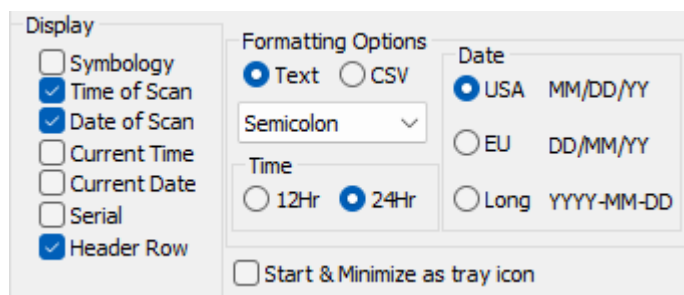 Display
Symbology
Time of Scan
Date of Scan
Current Time
Current Date
Serial
Header Row
Formatting Options
Text CSV
Semicolon
Time
12Hr 24Hr
Date
USA MM/DD/YY
EU DD/MM/YY
Long YYYY-MM-DD
Start & Minimize as tray icon